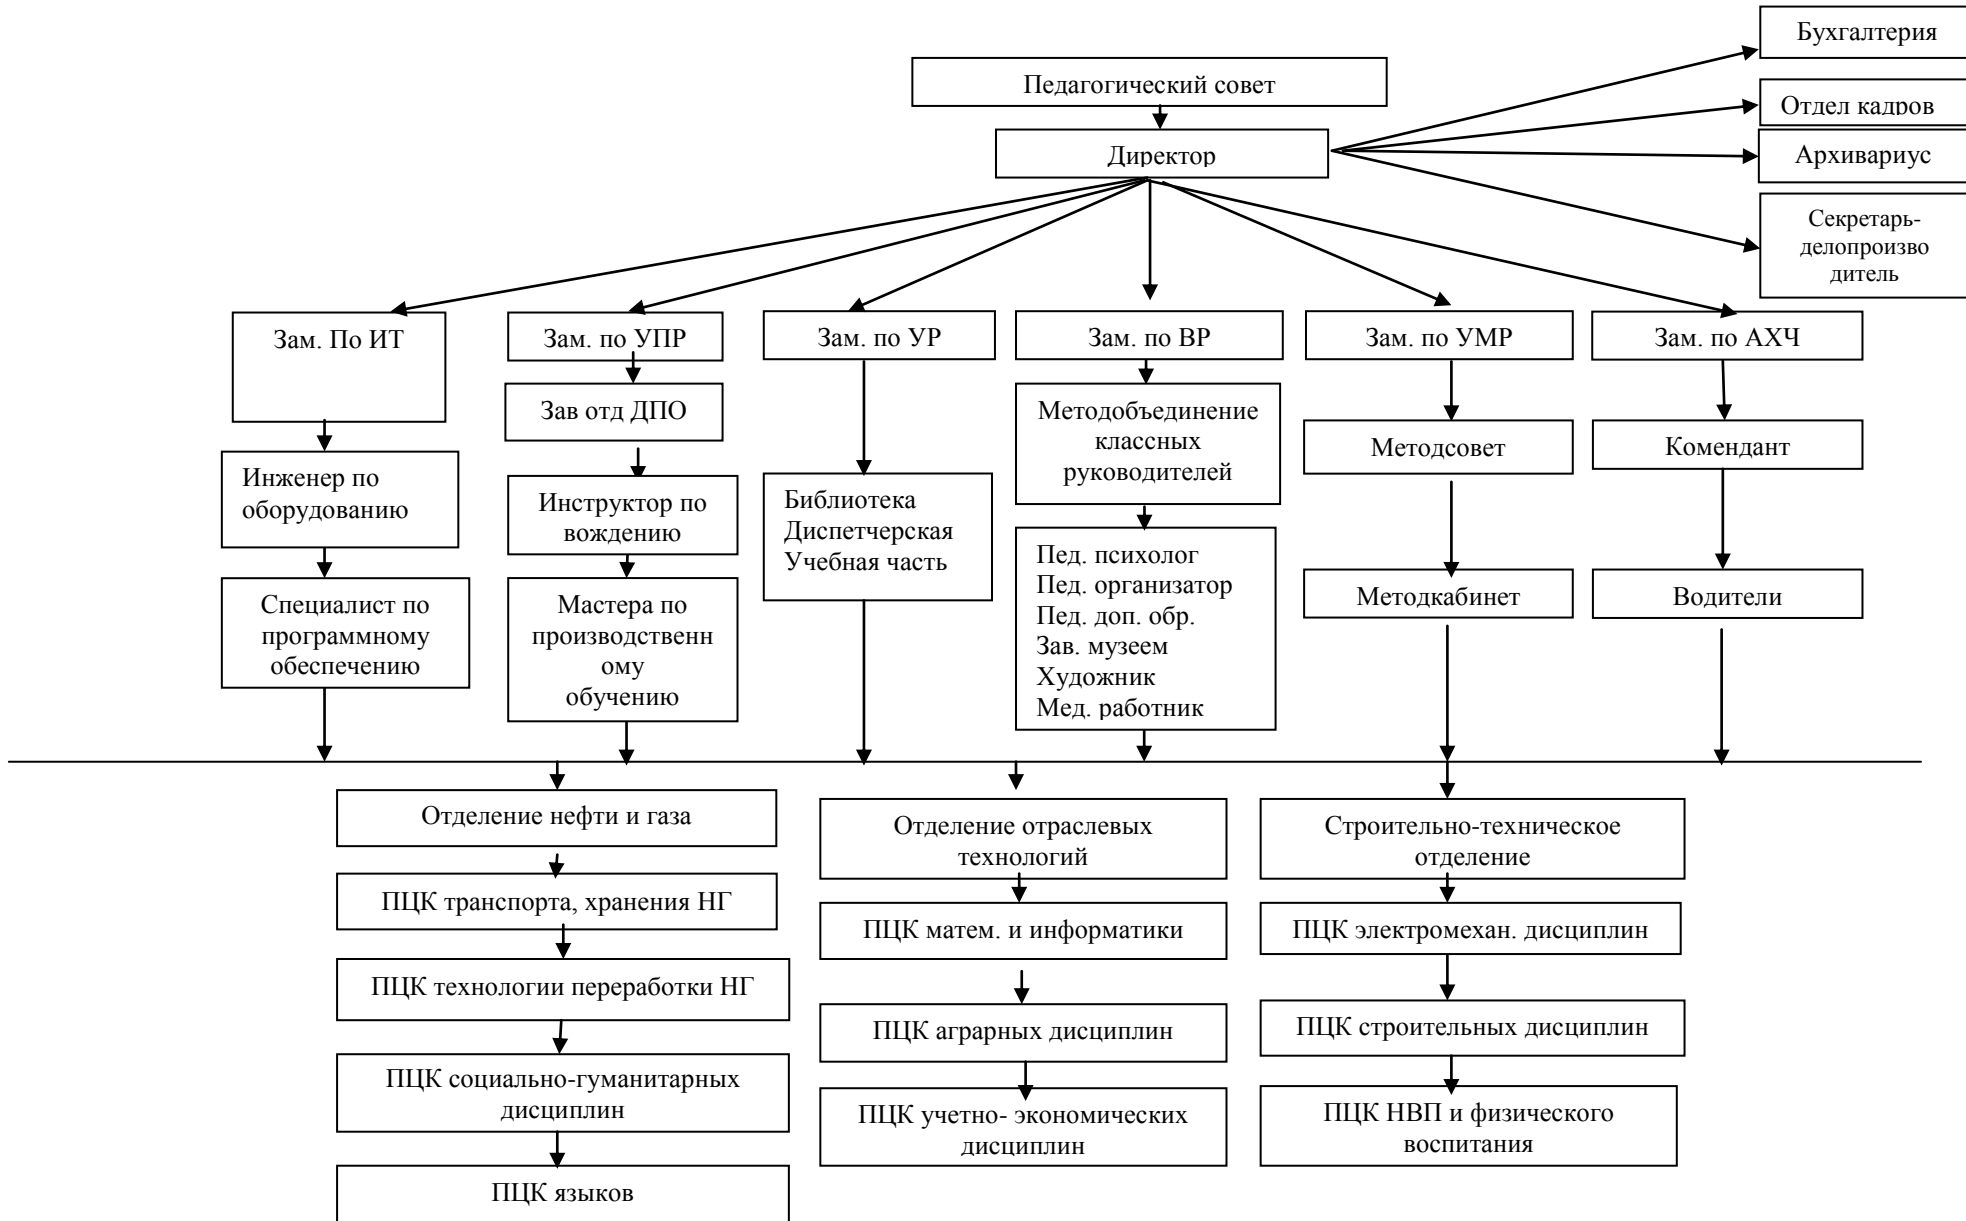 Бухгалтерия
Педагогический совет
Отдел кадров
Директор
Архивариус
Секретарь-
делопроизво
дитель
Зам. По ИТ
Зам. по УПР
Зам. по УР
Зам. по ВР
Зам. по УМР
Зам. по АХЧ
Зав отд ДПО
Методобъединение
классных
руководителей
Методсовет
Комендант
Инженер по
оборудованию
Инструктор по
вождению
Библиотека
Диспетчерская
Учебная часть
Пед. психолог
Пед. организатор
Пед. доп. обр.
Зав. музеем
Художник
Мед. работник
Методкабинет
Водители
Специалист по
программному
обеспечению
Мастера по
производственн
ому
обучению
Отделение нефти и газа
Отделение отраслевых
технологий
Строительно-техническое
отделение
ПЦК транспорта, хранения НГ
ПЦК матем. и информатики
ПЦК электромехан. дисциплин
ПЦК технологии переработки НГ
ПЦК аграрных дисциплин
ПЦК строительных дисциплин
ПЦК социально-гуманитарных
дисциплин
ПЦК учетно- экономических
дисциплин
ПЦК НВП и физического
воспитания
ПЦК языков